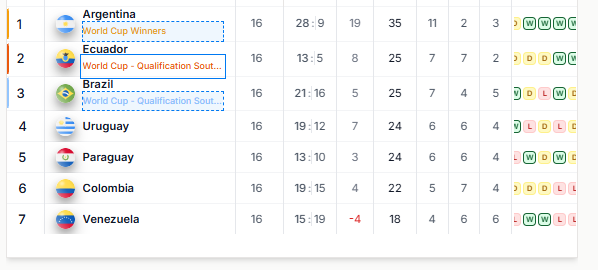 1 Argentina 16 28:9 19 35 11 2 3 D W W W W
World Cup Winners
2 Ecuador 16 13:5 8 25 7 7 2 D D D W W
World Cup - Qualification Sout...
3 Brazil 16 21:16 5 25 7 4 5 W D L W D
World Cup - Qualification Sout...
4 Uruguay 16 19:12 7 24 6 6 4 W L D L D
5 Paraguay 16 13:10 3 24 6 6 4 L W D W D
6 Colombia 16 19:15 4 22 5 7 4 D D D L L
7 Venezuela 16 15:19 -4 18 4 6 6 L W W L L